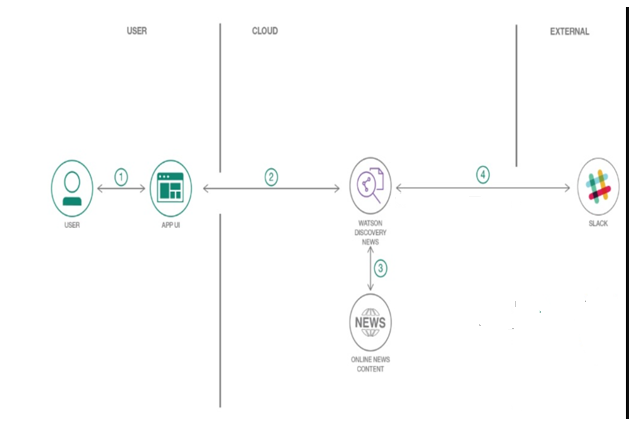 USER
CLOUD
EXTERNAL
1
2
4
USER
APP UI
WATSON
DISCOVERY
NEWS
SLACK
3
NEWS
ONLINE NEWS
CONTENT